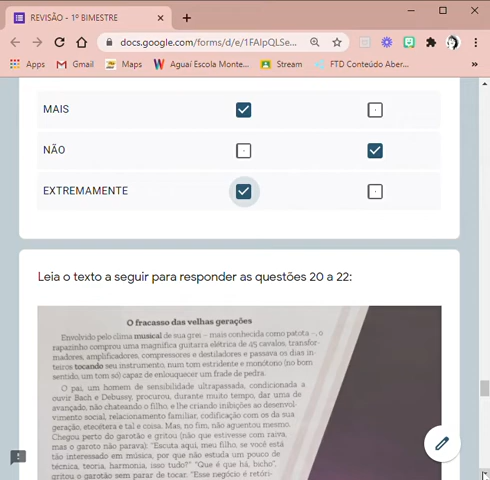 REVISÃO - 1º BIMESTRE
docs.google.com/forms/d/e/1FAIpQLSe...
Apps Gmail Maps Aguaí Escola Monte... Stream FTD Conteúdo Aber...
MAIS
NÃO
EXTREMAMENTE
Leia o texto a seguir para responder as questões 20 a 22:
O fracasso das velhas gerações
Envolvido pelo clima musical de sua grei – mais conhecida como patota –, o
rapazinho comprou uma magnífica guitarra elétrica de 45 cavalos, transfor-
madores, amplificadores, compressores e destiladores e passava os dias in-
teiros tocando seu instrumento, num tom estridente e monótono (no bom
sentido, um tom só) capaz de enlouquecer um frade de pedra.
O pai, um homem de sensibilidade ultrapassada, condicionada a
ouvir Bach e Debussy, procurou, durante muito tempo, dar uma de
avançado, não chateando o filho, e lhe criando inibições ao desenvol-
vimento social, relacionamento familiar, codificação com os da sua
geração, etecétera e tal e coisa. Mas, no fim, não aguentou mesmo.
Chegou perto do garotão e gritou (não que estivesse com raiva,
mas o garoto não parava): "Escuta aqui, meu filho, se você está
tão interessado em música, por que não estuda um pouco de
técnica, teoria, harmonia, isso tudo?" "Que é que há, bicho",
gritou o garotão sem parar de tocar. "Esse negócio é retóri-